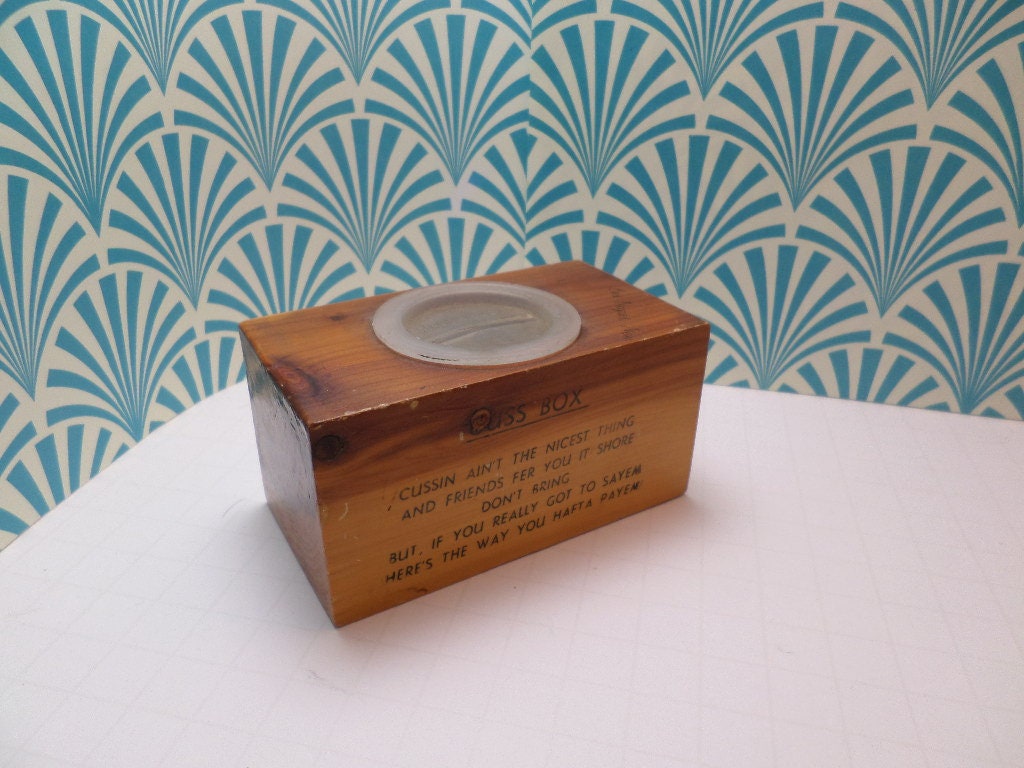 CUSS BOX
CUSSIN AIN'T THE NICEST THING
AND FRIENDS FER YOU IT SHORE
DON'T BRING
BUT, IF YOU REALLY GOT TO SAYEM
HERE'S THE WAY YOU HAFTA PAYEM